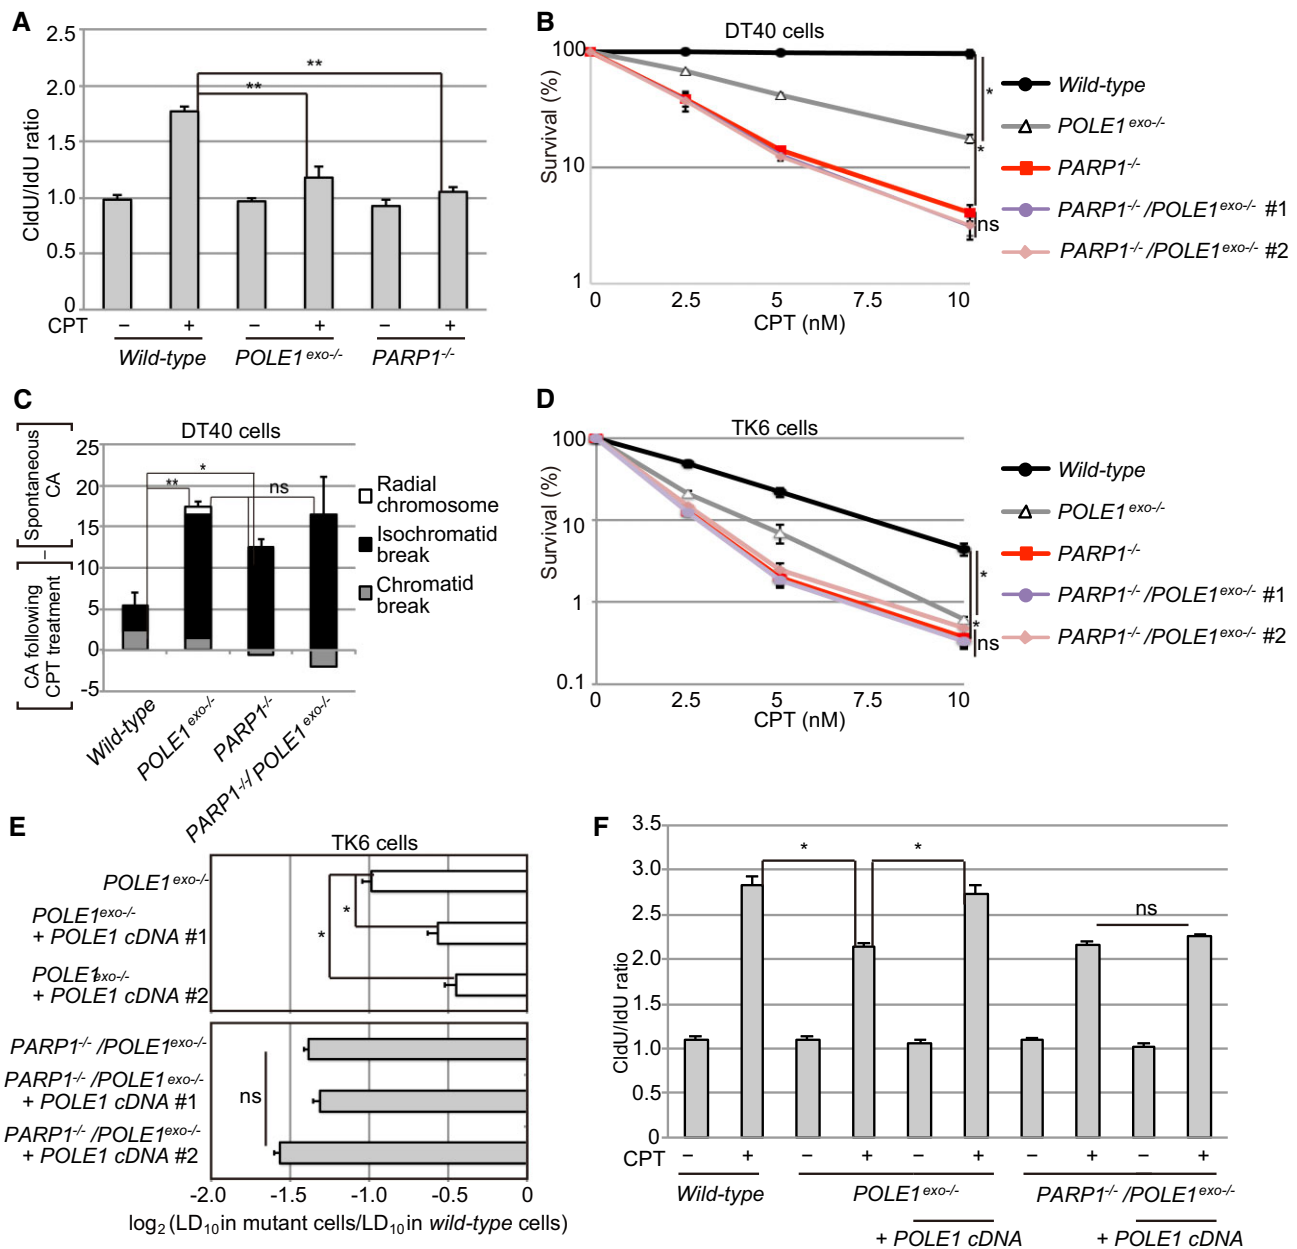 A
2.5
2.0
1.5
1.0
0.5
0
CldU/IdU ratio
**
**
CPT
− + − + − +
Wild-type POLE1exo-/- PARP1-/-
B
DT40 cells
100
10
1
Survival (%)
0 2.5 5 7.5 10
CPT (nM)
*
*
ns
Wild-type
POLE1exo-/-
PARP1-/-
PARP1-/- /POLE1exo-/- #1
PARP1-/- /POLE1exo-/- #2
C
DT40 cells
Spontaneous CA
−
CA following CPT treatment
25
20
15
10
5
0
-5
*
**
ns
Radial chromosome
Isochromatid break
Chromatid break
Wild-type
POLE1exo-/-
PARP1-/-
PARP1-/-/ POLE1exo-/-
D
TK6 cells
100
10
1
0.1
Survival (%)
0 2.5 5 7.5 10
CPT (nM)
*
*
ns
Wild-type
POLE1exo-/-
PARP1-/-
PARP1-/- /POLE1exo-/- #1
PARP1-/- /POLE1exo-/- #2
E
TK6 cells
POLE1exo-/-
POLE1exo-/-
+ POLE1 cDNA #1
POLE1exo-/-
+ POLE1 cDNA #2
*
*
PARP1-/- /POLE1exo-/-
PARP1-/- /POLE1exo-/-
+ POLE1 cDNA #1
PARP1-/- /POLE1exo-/-
+ POLE1 cDNA #2
ns
-2.0 -1.5 -1.0 -0.5 0
log2 (LD10 in mutant cells/LD10 in wild-type cells)
F
3.5
3.0
2.5
2.0
1.5
1.0
0.5
0
CldU/IdU ratio
* *
ns
CPT
− + − + − + − + − +
Wild-type POLE1exo-/- PARP1-/- /POLE1exo-/-
+ POLE1 cDNA + POLE1 cDNA